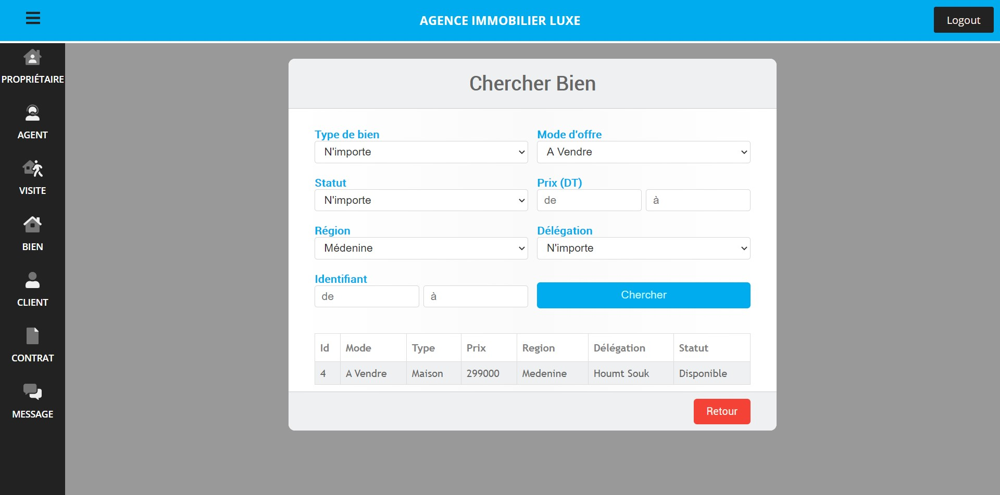 AGENCE IMMOBILIER LUXE
Logout
PROPRIÉTAIRE
AGENT
VISITE
BIEN
CLIENT
CONTRAT
MESSAGE
Chercher Bien
Type de bien
N'importe
Mode d'offre
A Vendre
Statut
N'importe
Prix (DT)
de à
Région
Médenine
Délégation
N'importe
Identifiant
de à
Chercher
Id Mode Type Prix Region Délégation Statut
4 A Vendre Maison 299000 Medenine Houmt Souk Disponible
Retour